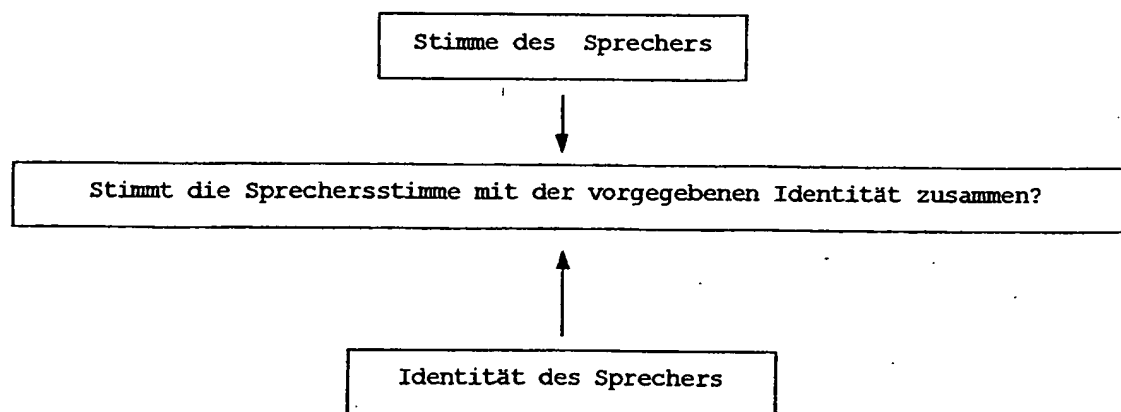 Stimme des Sprechers
Stimmt die Sprechersstimme mit der vorgegebenen Identität zusammen?
Identität des Sprechers